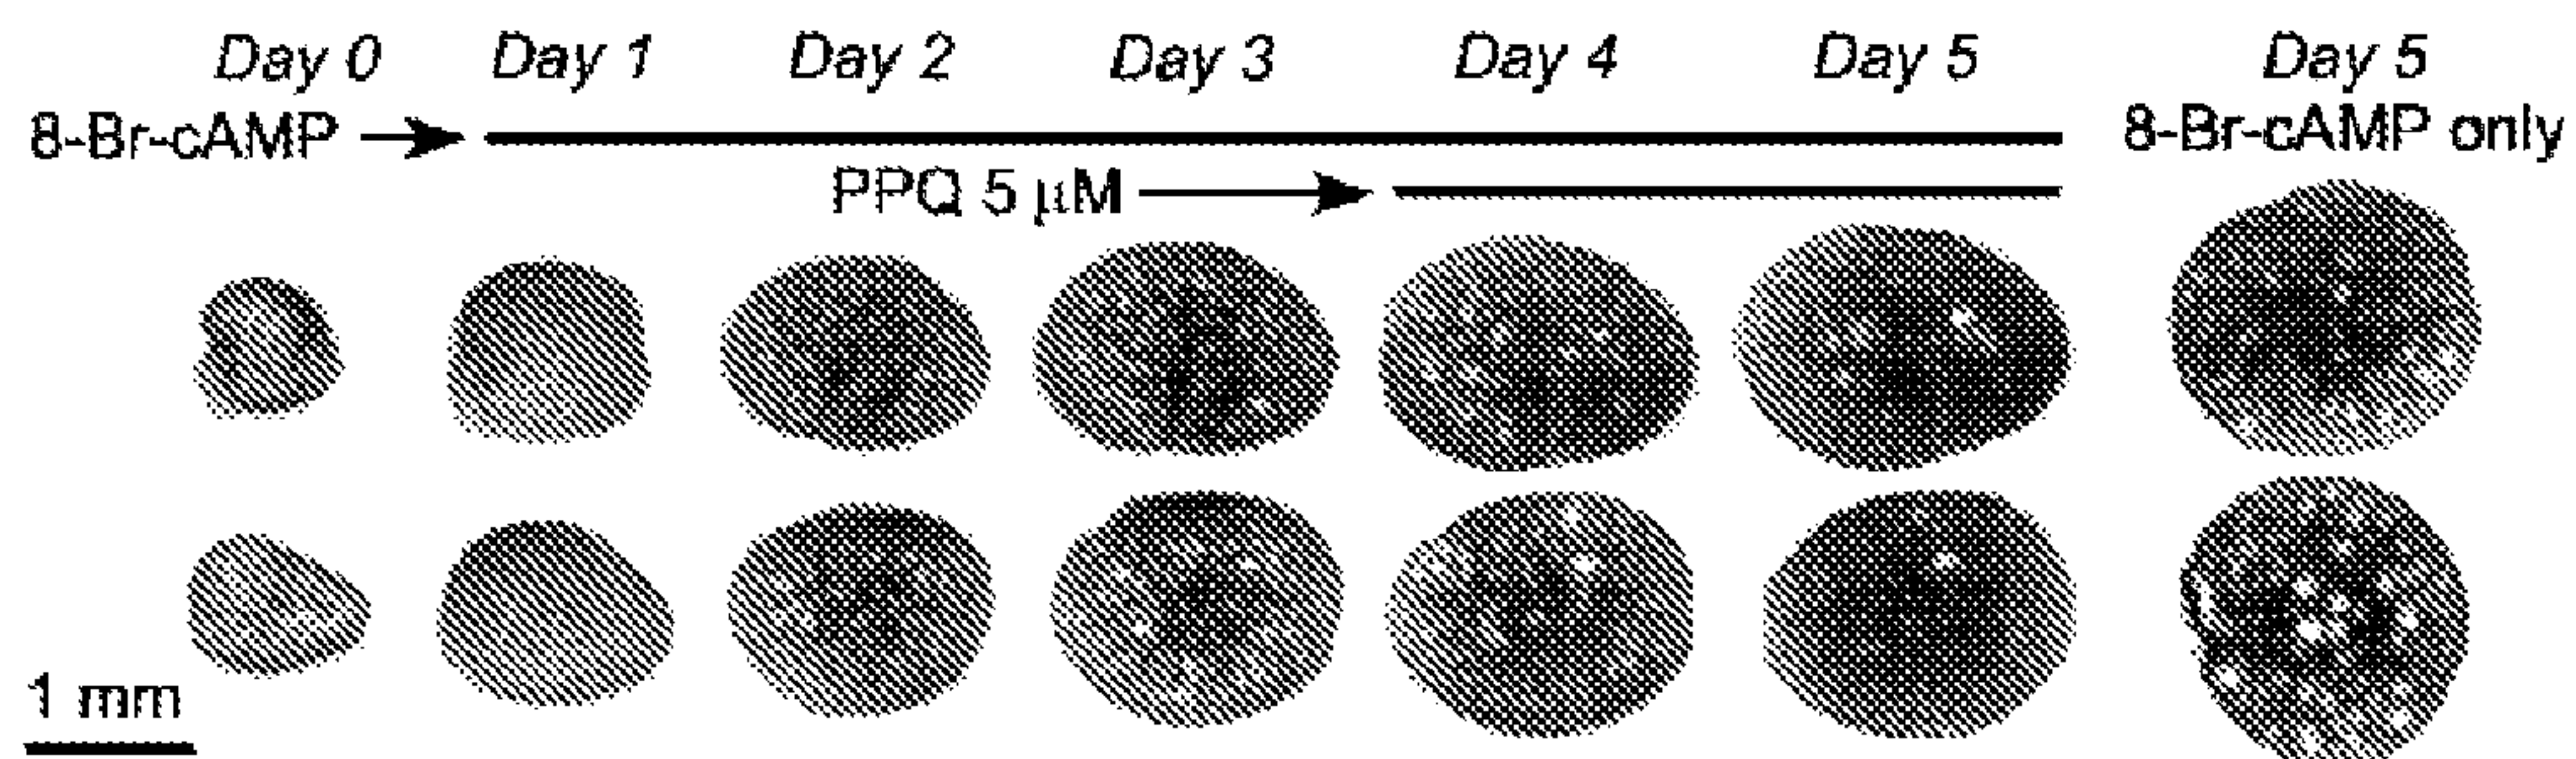 Day 0 Day 1 Day 2 Day 3 Day 4 Day 5 Day 5
8-Br-cAMP 8-Br-cAMP only
PPQ 5 μM
1 mm